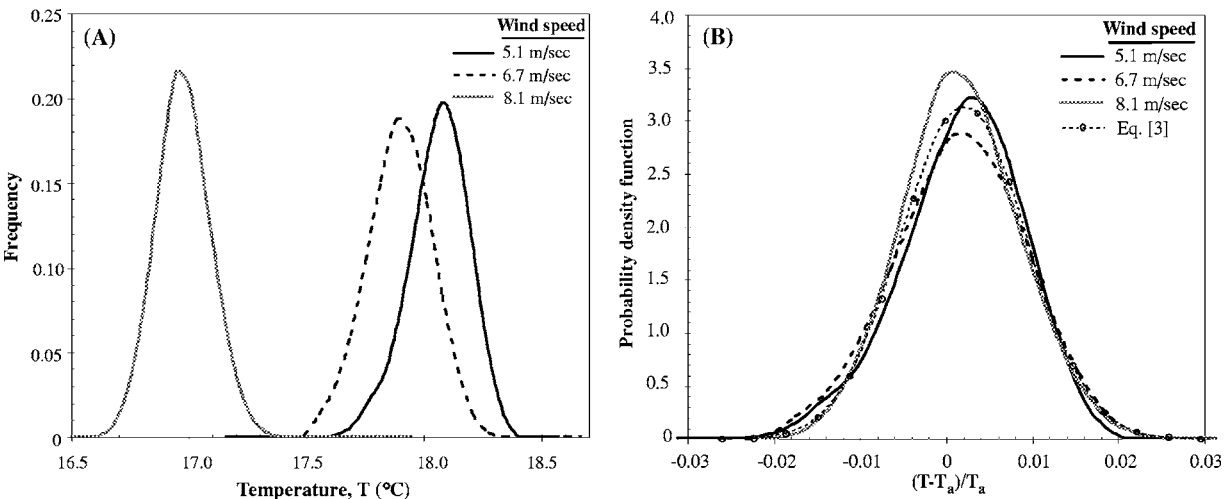 (A)
Wind speed
5.1 m/sec
6.7 m/sec
8.1 m/sec
0.25
0.20
0.15
0.10
0.05
0
Frequency
16.5 17.0 17.5 18.0 18.5
Temperature, T (°C)
(B)
Wind speed
5.1 m/sec
6.7 m/sec
8.1 m/sec
Eq. [3]
4.0
3.5
3.0
2.5
2.0
1.5
1.0
0.5
0
Probability density function
-0.03 -0.02 -0.01 0 0.01 0.02 0.03
(T-Ta)/Ta